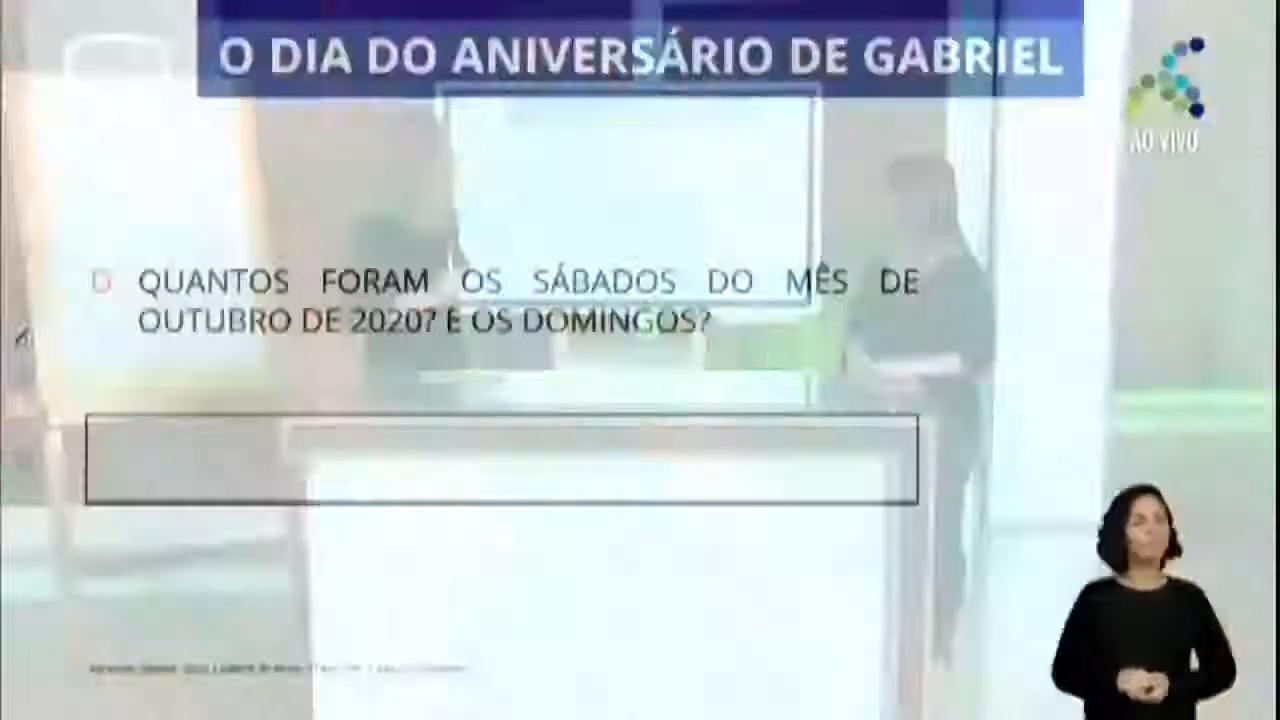 O DIA DO ANIVERSÁRIO DE GABRIEL
AO VIVO
D QUANTOS FORAM OS SÁBADOS DO MÊS DE
OUTUBRO DE 2020? E OS DOMINGOS?